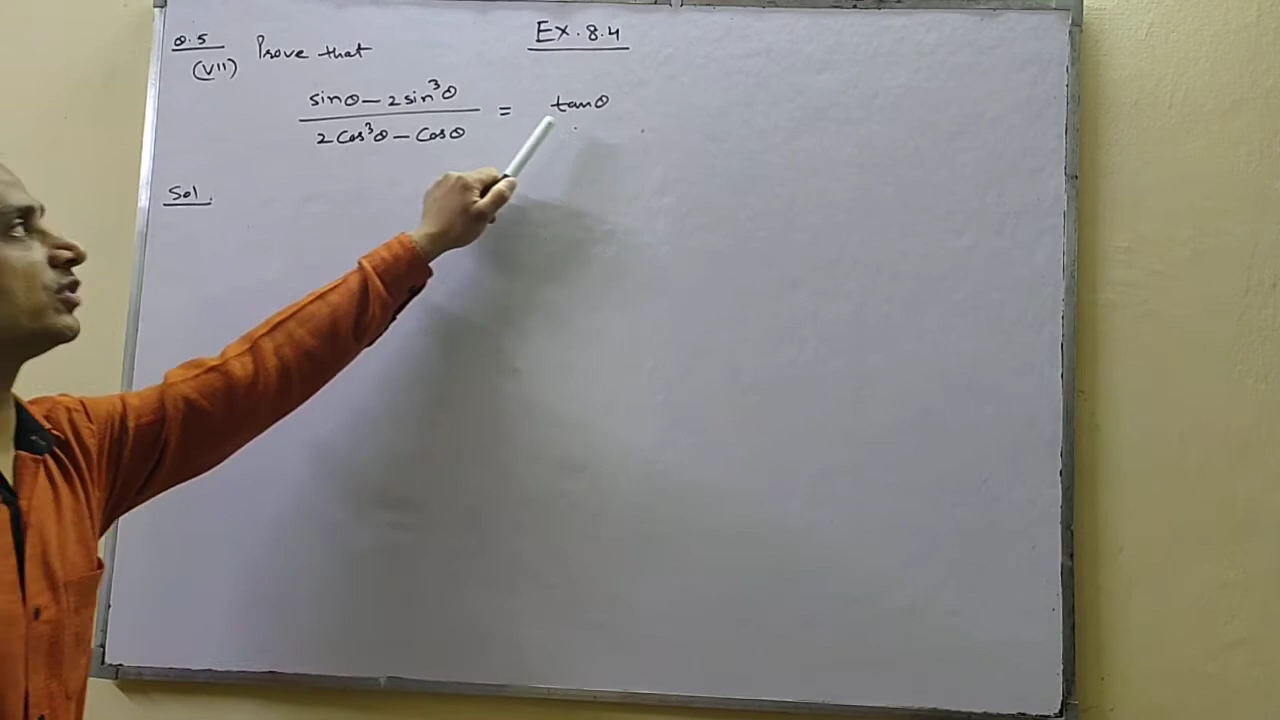 Ex. 8.4
Q.5
(VII) Prove that
sinθ - 2sin³θ / 2Cos³θ - Cosθ = tanθ
Sol.